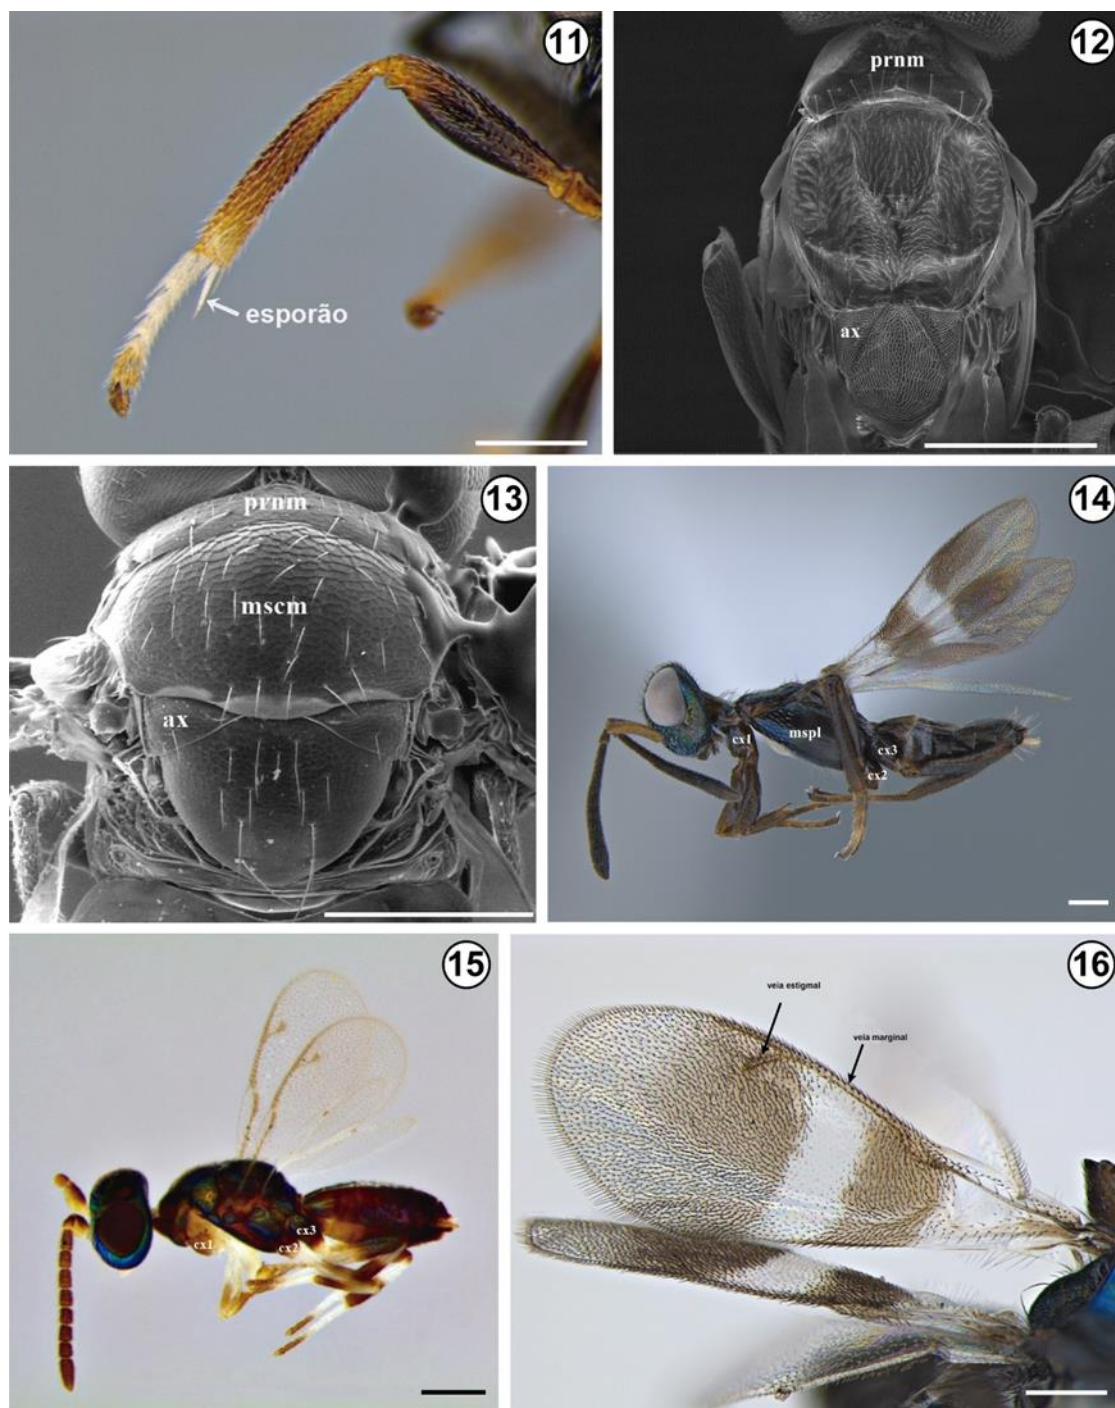 11
esporão
12
prnm
ax
13
prnm
mscm
ax
14
cx1
mspl
cx3
cx2
15
cx1
cx3
cx2
16
veia estigmal
veia marginal